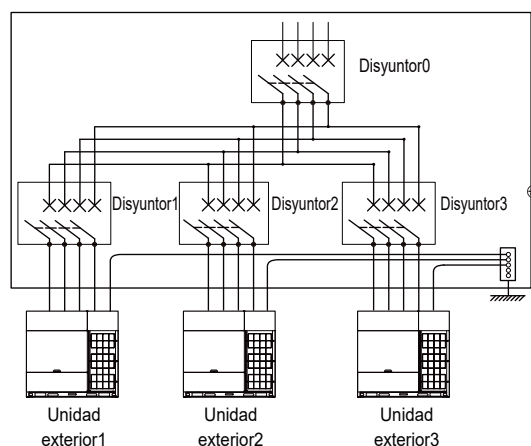 Disyuntor0
Disyuntor1
Disyuntor2
Disyuntor3
Unidad
exterior1
Unidad
exterior2
Unidad
exterior3